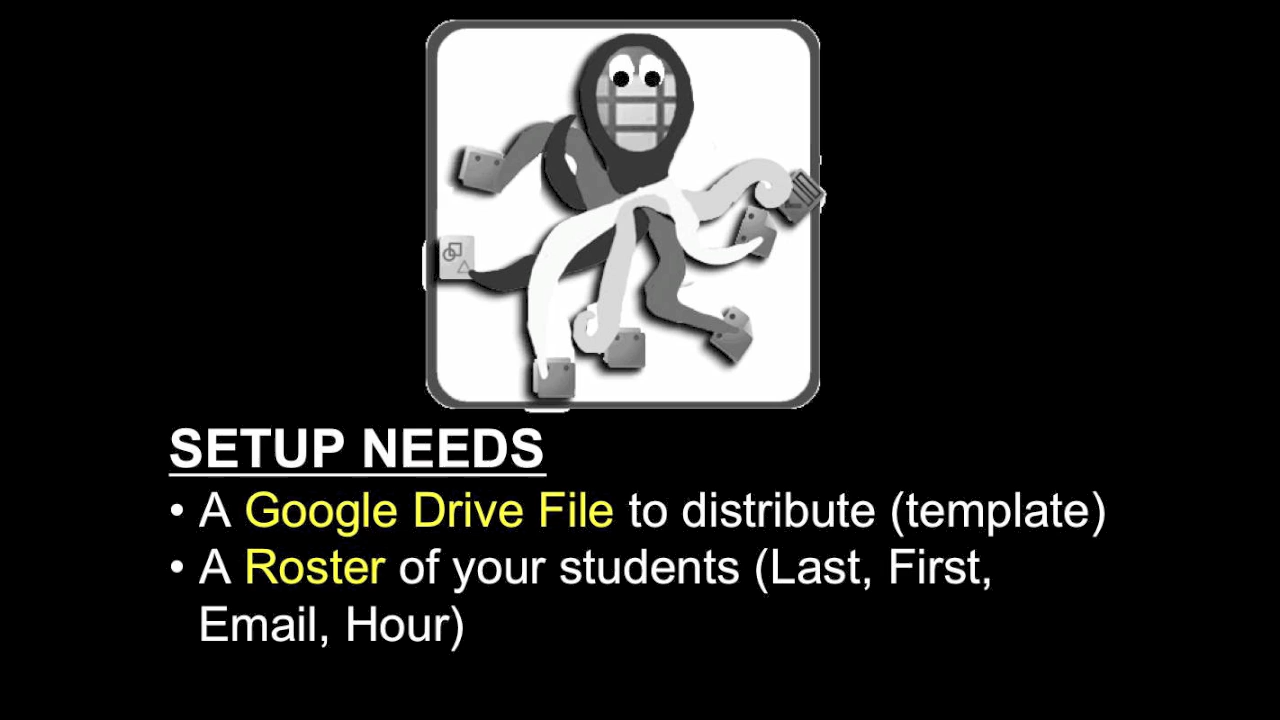 SETUP NEEDS
• A Google Drive File to distribute (template)
• A Roster of your students (Last, First,
Email, Hour)